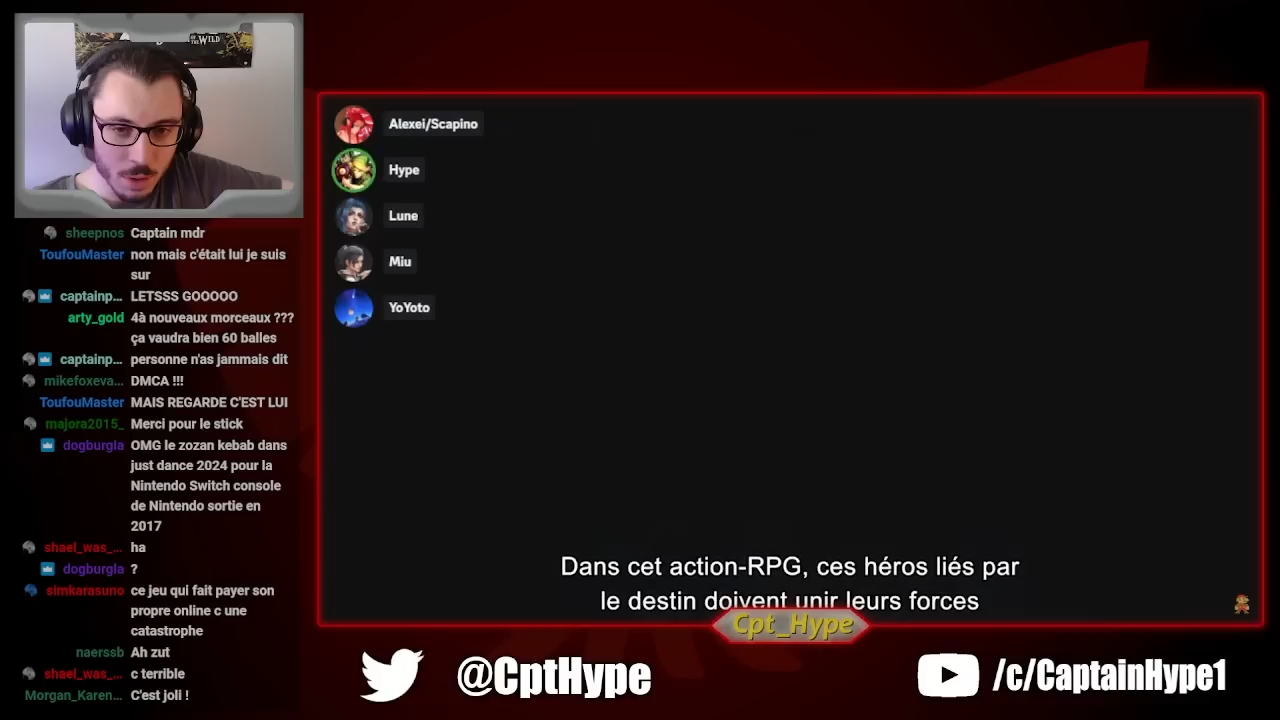 OF THE WILD
sheepnos Captain mdr
ToufouMaster non mais c'était lui je suis
sur
captainp... LETSSS GOOOOO
arty_gold 4à nouveaux morceaux ???
ça vaudra bien 60 balles
captainp... personne n'as jammais dit
mikefoxeva... DMCA !!!
ToufouMaster MAIS REGARDE C'EST LUI
majora2015_ Merci pour le stick
dogburgla OMG le zozan kebab dans
just dance 2024 pour la
Nintendo Switch console
de Nintendo sortie en
2017
shael_was_... ha
dogburgla ?
simkarasuno ce jeu qui fait payer son
propre online c une
catastrophe
naerssb Ah zut
shael_was_... c terrible
Morgan_Karen... C'est joli !
Alexei/Scapino
Hype
Lune
Miu
YoYoto
Dans cet action-RPG, ces héros liés par
le destin doivent unir leurs forces
Cpt_Hype
@CptHype
/c/CaptainHype1